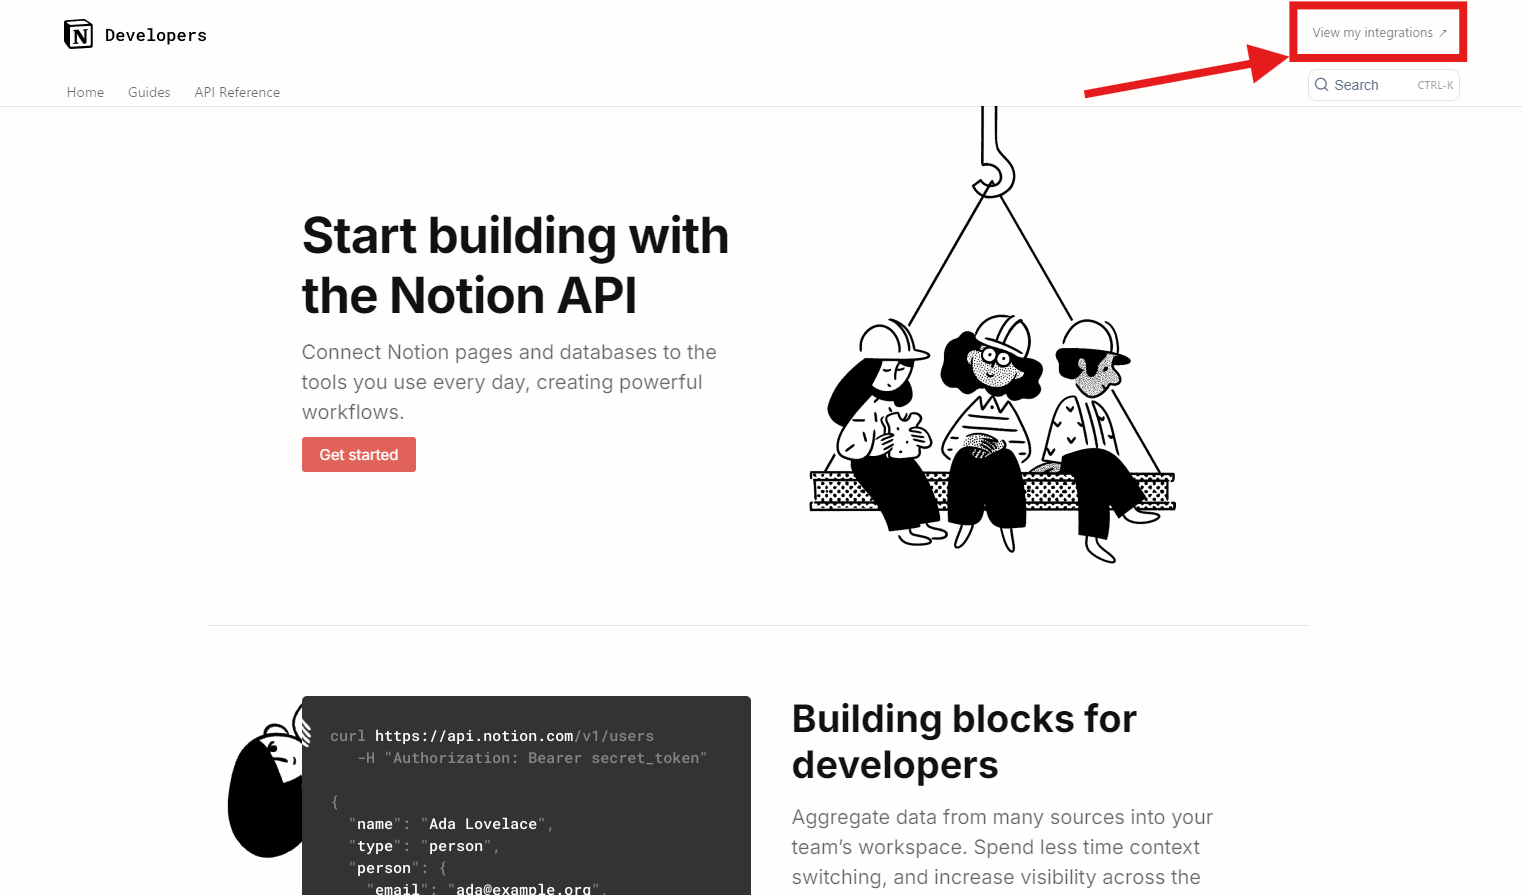 N Developers
View my integrations ↗
Home Guides API Reference
Search CTRL-K
Start building with
the Notion API
Connect Notion pages and databases to the
tools you use every day, creating powerful
workflows.
Get started
curl https://api.notion.com/v1/users
-H "Authorization: Bearer secret_token"
{
"name": "Ada Lovelace",
"type": "person",
"person": {
"email": "ada@example.org",
Building blocks for
developers
Aggregate data from many sources into your
team’s workspace. Spend less time context
switching, and increase visibility across the